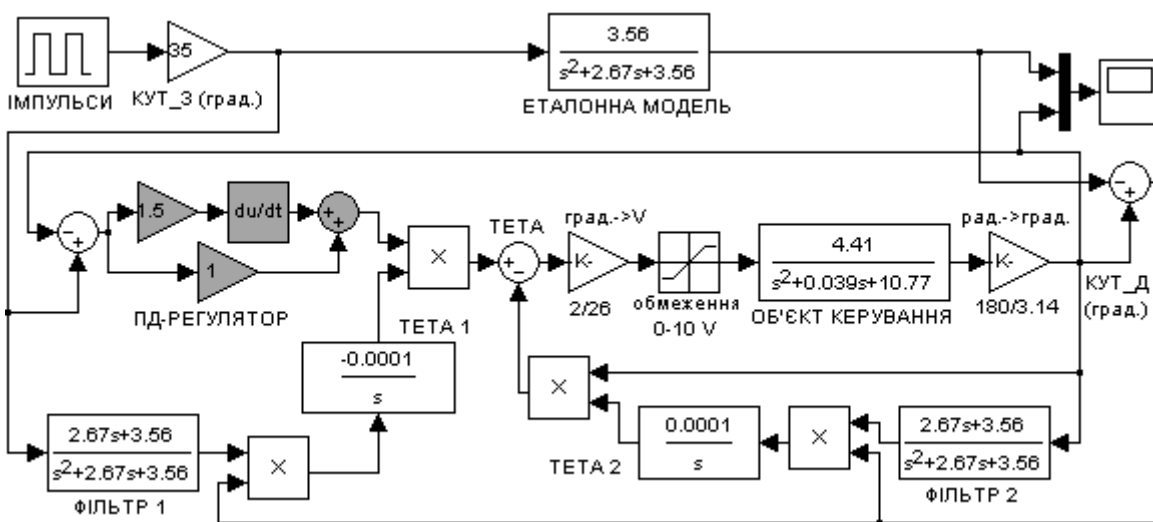 ІМПУЛЬСИ
35
КУТ_З (град.)
3.56
s²+2.67s+3.56
ЕТАЛОННА МОДЕЛЬ
1.5
du/dt
1
ПД-РЕГУЛЯТОР
×
ТЕТА 1
ТЕТА
град.->V
K-
2/26
обмеження
0-10 V
4.41
s²+0.039s+10.77
ОБ'ЄКТ КЕРУВАННЯ
рад.->град.
K-
180/3.14
КУТ_Д
(град.)
-0.0001
s
2.67s+3.56
s²+2.67s+3.56
ФІЛЬТР 1
×
×
0.0001
s
ТЕТА 2
×
2.67s+3.56
s²+2.67s+3.56
ФІЛЬТР 2